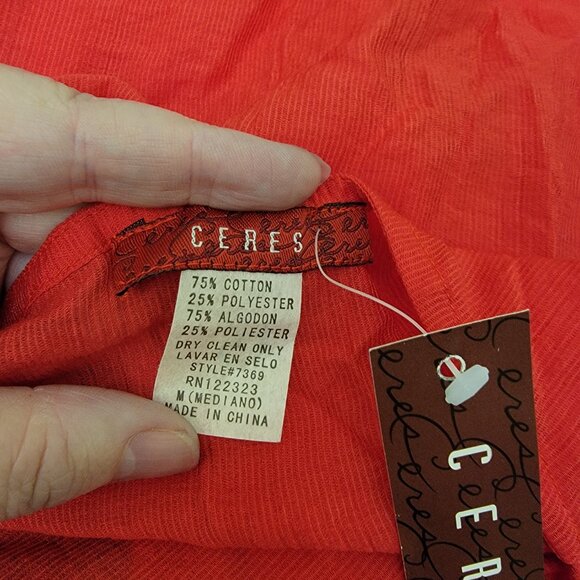 CERES
75% COTTON
25% POLYESTER
75% ALGODON
25% POLIESTER
DRY CLEAN ONLY
LAVAR EN SELO
STYLE#7369
RN122323
M(MEDIANO)
MADE IN CHINA
CER